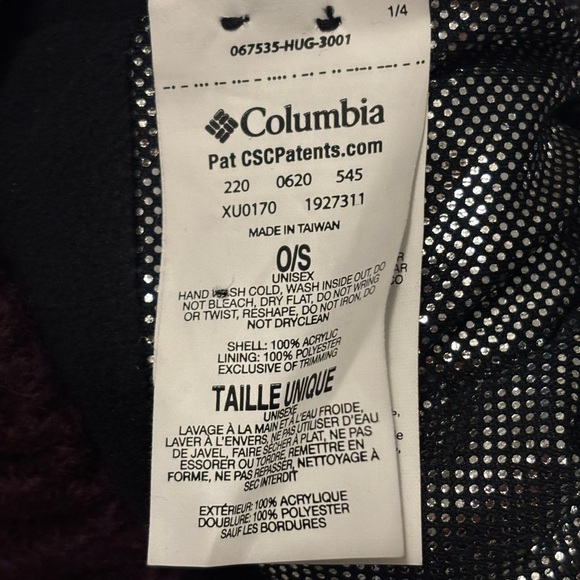 1/4
067535-HUG-3001
Columbia
Pat CSCPatents.com
220 0620 545
XU0170 1927311
MADE IN TAIWAN
O/S
UNISEX
HAND WASH COLD, WASH INSIDE OUT, DO
NOT BLEACH, DRY FLAT, DO NOT WRING
OR TWIST, RESHAPE, DO NOT IRON, DO
NOT DRYCLEAN
SHELL: 100% ACRYLIC
LINING: 100% POLYESTER
EXCLUSIVE OF TRIMMING
TAILLE UNIQUE
UNISEXE
LAVAGE À LA MAIN ET À L'EAU FROIDE,
LAVER À L'ENVERS, NE PAS UTILISER D'EAU
DE JAVEL, FAIRE SÉCHER À PLAT, NE PAS
ESSORER OU TORDRE, REMETTRE EN
FORME, NE PAS REPASSER, NETTOYAGE À
SEC INTERDIT
EXTÉRIEUR: 100% ACRYLIQUE
DOUBLURE: 100% POLYESTER
SAUF LES BORDURES